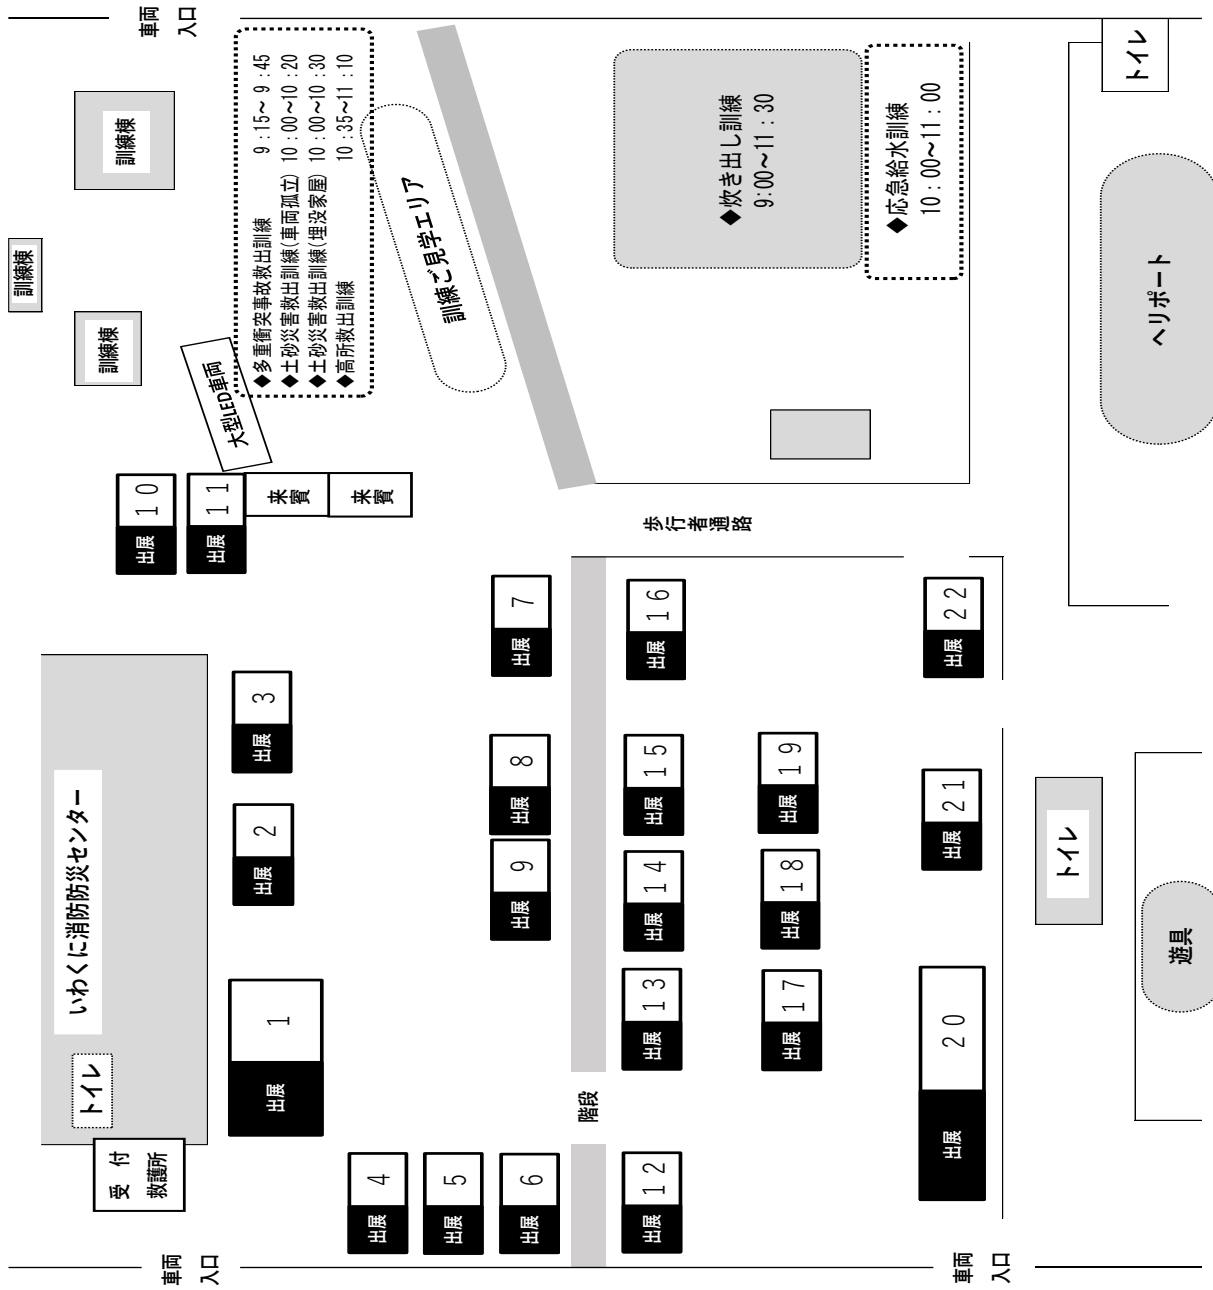 訓練棟
いわくに消防防災センター
トイレ
訓練棟
訓練棟
受 付
救護所
車両
入口
車両
入口
出展 10
出展 11
大型LED車両
来賓
来賓
出展 1
出展 2
出展 3
◆多重衝突事故救出訓練 9:15~ 9:45
◆土砂災害救出訓練(車両孤立) 10:00~10:20
◆土砂災害救出訓練(埋没家屋) 10:00~10:30
◆高所救出訓練 10:35~11:10
訓練ご見学エリア
出展 4
出展 5
出展 6
出展 9
出展 8
出展 7
階段
出展 12
出展 13
出展 14
出展 15
出展 16
歩行者通路
◆炊き出し訓練
9:00~11:30
出展 17
出展 18
出展 19
◆応急給水訓練
10:00~11:00
出展 20
出展 21
出展 22
車両
入口
トイレ
トイレ
ヘリポート
遊具